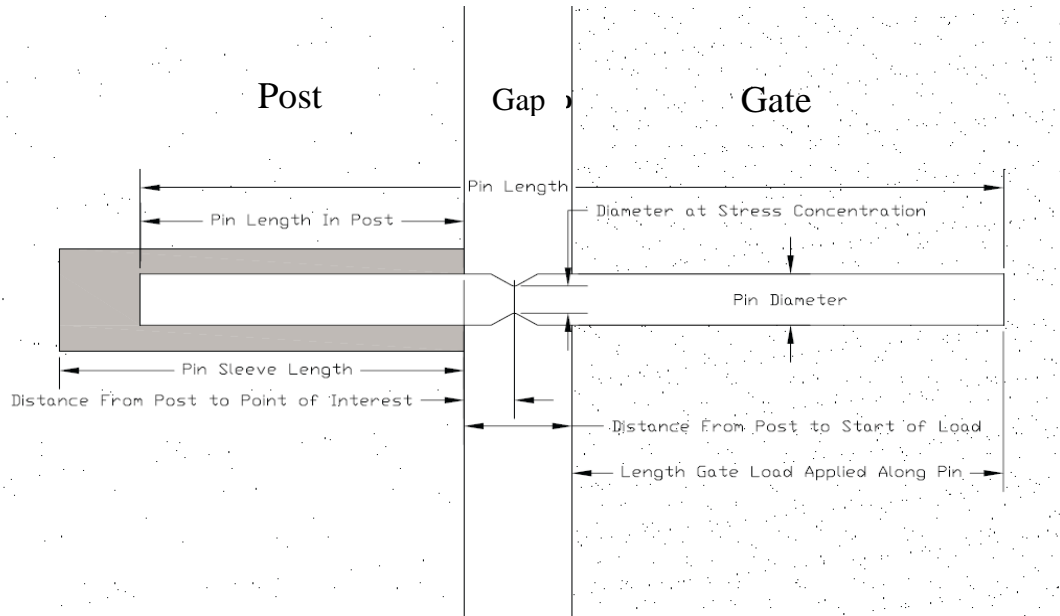 Post
Gap
Gate
Pin Length
Pin Length In Post
Diameter at Stress Concentration
Pin Diameter
Pin Sleeve Length
Distance From Post to Point of Interest
Distance From Post to Start of Load
Length Gate Load Applied Along Pin